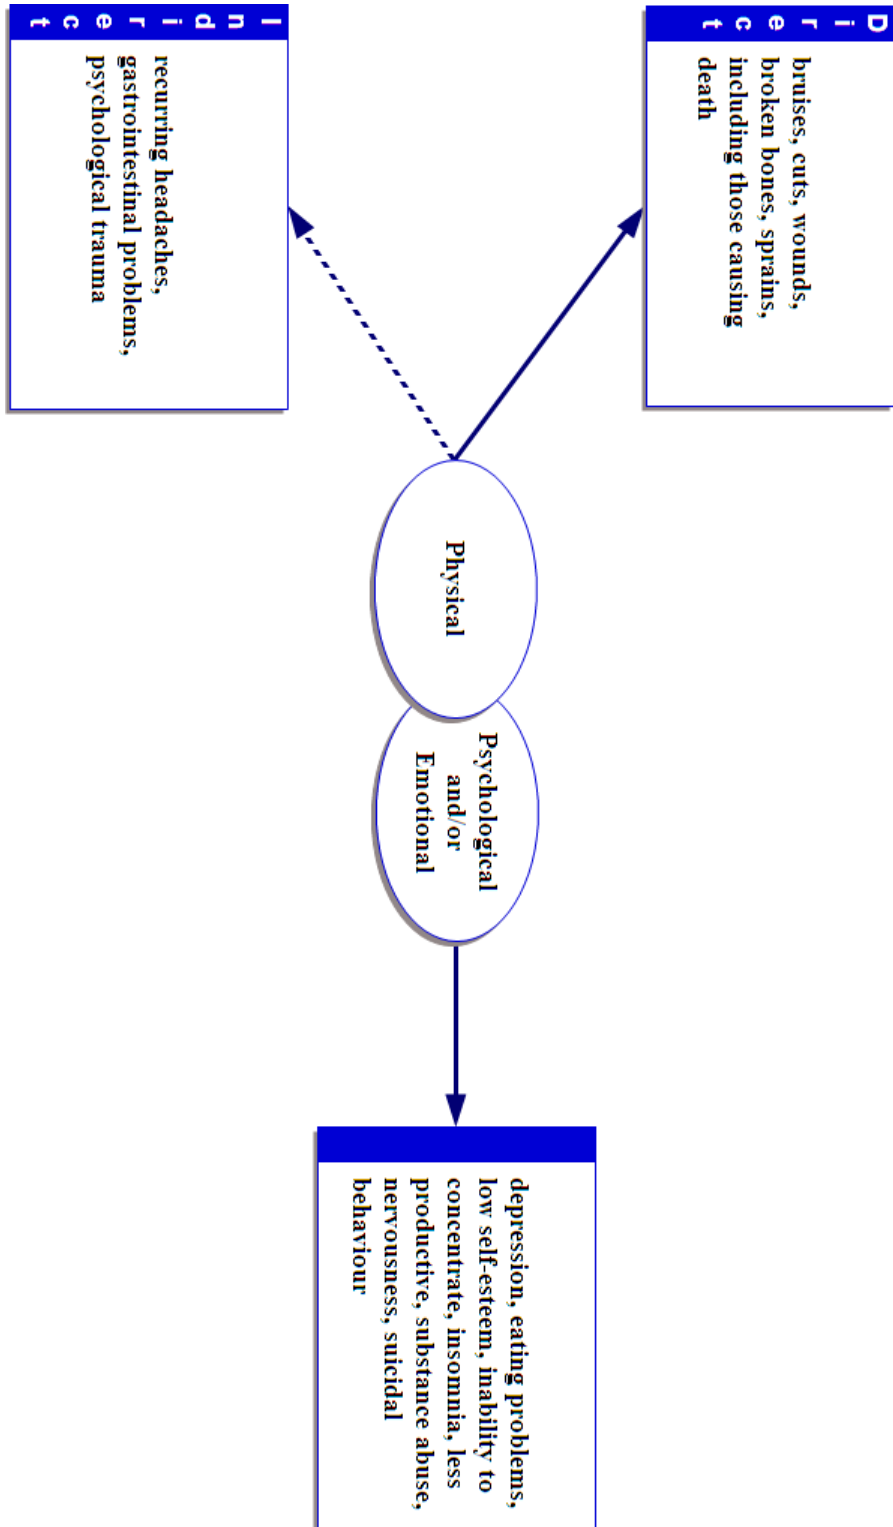 Direct
bruises, cuts, wounds,
broken bones, sprains,
including those causing
death
Indirect
recurring headaches,
gastrointestinal problems,
psychological trauma
Physical
Psychological
and/or
Emotional
depression, eating problems,
low self-esteem, inability to
concentrate, insomnia, less
productive, substance abuse,
nervousness, suicidal
behaviour